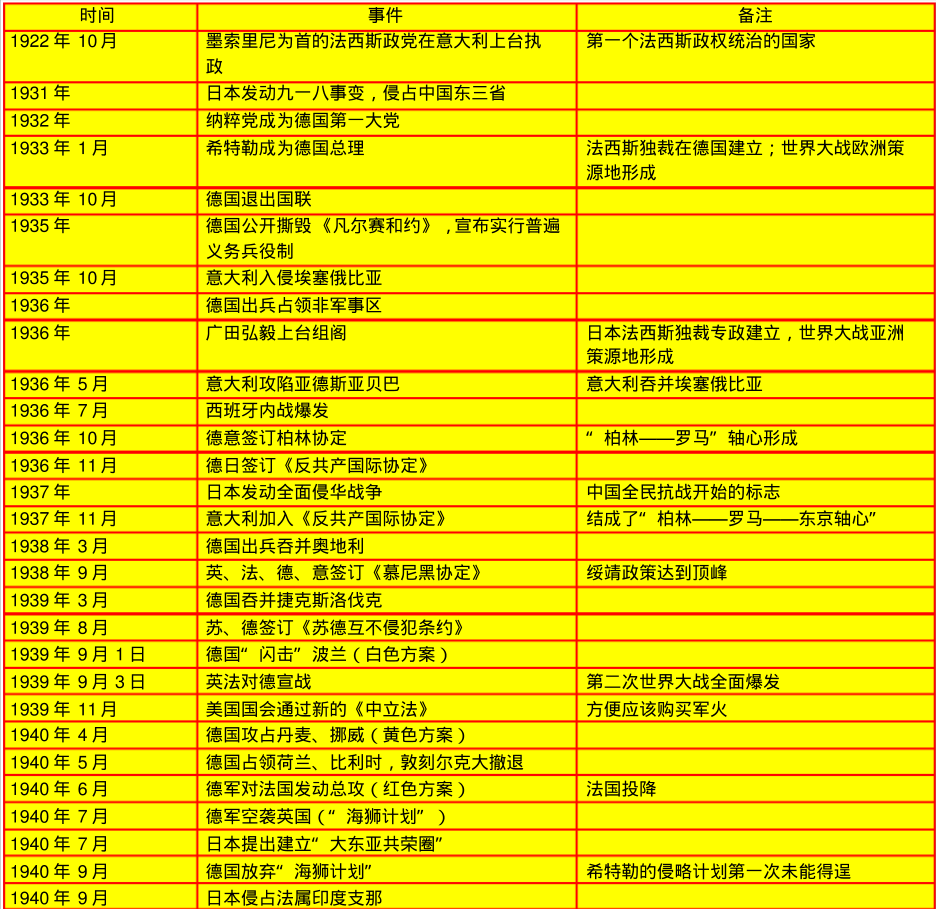 时间 事件 备注
1922 年 10 月 墨索里尼为首的法西斯政党在意大利上台执 第一个法西斯政权统治的国家
政
1931 年 日本发动九一八事变，侵占中国东三省
1932 年 纳粹党成为德国第一大党
1933 年 1 月 希特勒成为德国总理 法西斯独裁在德国建立；世界大战欧洲策
源地形成
1933 年 10 月 德国退出国联
1935 年 德国公开撕毁《凡尔赛和约》，宣布实行普遍
义务兵役制
1935 年 10 月 意大利入侵埃塞俄比亚
1936 年 德国出兵占领非军事区
1936 年 广田弘毅上台组阁 日本法西斯独裁专政建立，世界大战亚洲
策源地形成
1936 年 5 月 意大利攻陷亚德斯亚贝巴 意大利吞并埃塞俄比亚
1936 年 7 月 西班牙内战爆发
1936 年 10 月 德意签订柏林协定 “柏林——罗马”轴心形成
1936 年 11 月 德日签订《反共产国际协定》
1937 年 日本发动全面侵华战争 中国全民抗战开始的标志
1937 年 11 月 意大利加入《反共产国际协定》 结成了“柏林——罗马——东京轴心”
1938 年 3 月 德国出兵吞并奥地利
1938 年 9 月 英、法、德、意签订《慕尼黑协定》 绥靖政策达到顶峰
1939 年 3 月 德国吞并捷克斯洛伐克
1939 年 8 月 苏、德签订《苏德互不侵犯条约》
1939 年 9 月 1 日 德国“闪击”波兰（白色方案）
1939 年 9 月 3 日 英法对德宣战 第二次世界大战全面爆发
1939 年 11 月 美国国会通过新的《中立法》 方便应该购买军火
1940 年 4 月 德国攻占丹麦、挪威（黄色方案）
1940 年 5 月 德国占领荷兰、比利时，敦刻尔克大撤退
1940 年 6 月 德军对法国发动总攻（红色方案） 法国投降
1940 年 7 月 德军空袭英国（“海狮计划”）
1940 年 7 月 日本提出建立“大东亚共荣圈”
1940 年 9 月 德国放弃“海狮计划” 希特勒的侵略计划第一次未能得逞
1940 年 9 月 日本侵占法属印度支那